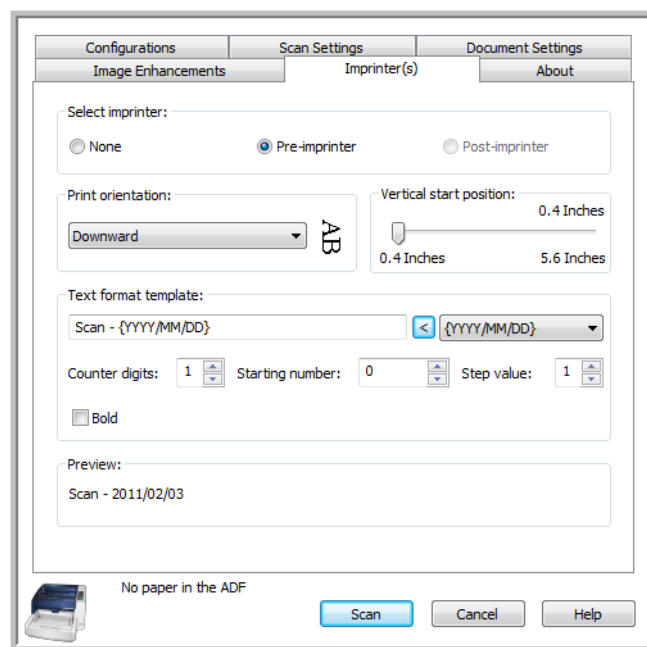 Configurations Scan Settings Document Settings
Image Enhancements Imprinter(s) About
Select imprinter:
None Pre-imprinter Post-imprinter
Print orientation:
Downward
AB
Vertical start position:
0.4 Inches
0.4 Inches 5.6 Inches
Text format template:
Scan - {YYYY/MM/DD} < {YYYY/MM/DD}
Counter digits: 1 Starting number: 0 Step value: 1
Bold
Preview:
Scan - 2011/02/03
No paper in the ADF
Scan Cancel Help